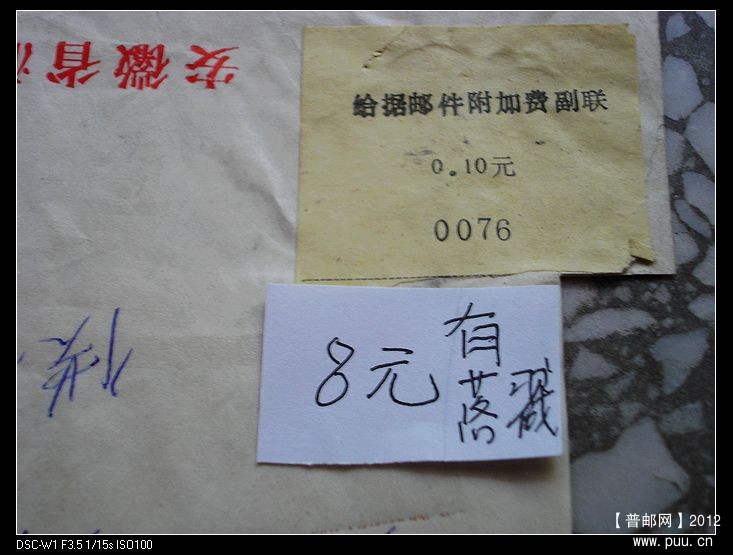 安徽省
给据邮件附加费副联
0.10元
0076
8元
有
落戳
【普邮网】2012
www.puu.cn
DSC-W1 F3.5 1/15s ISO100